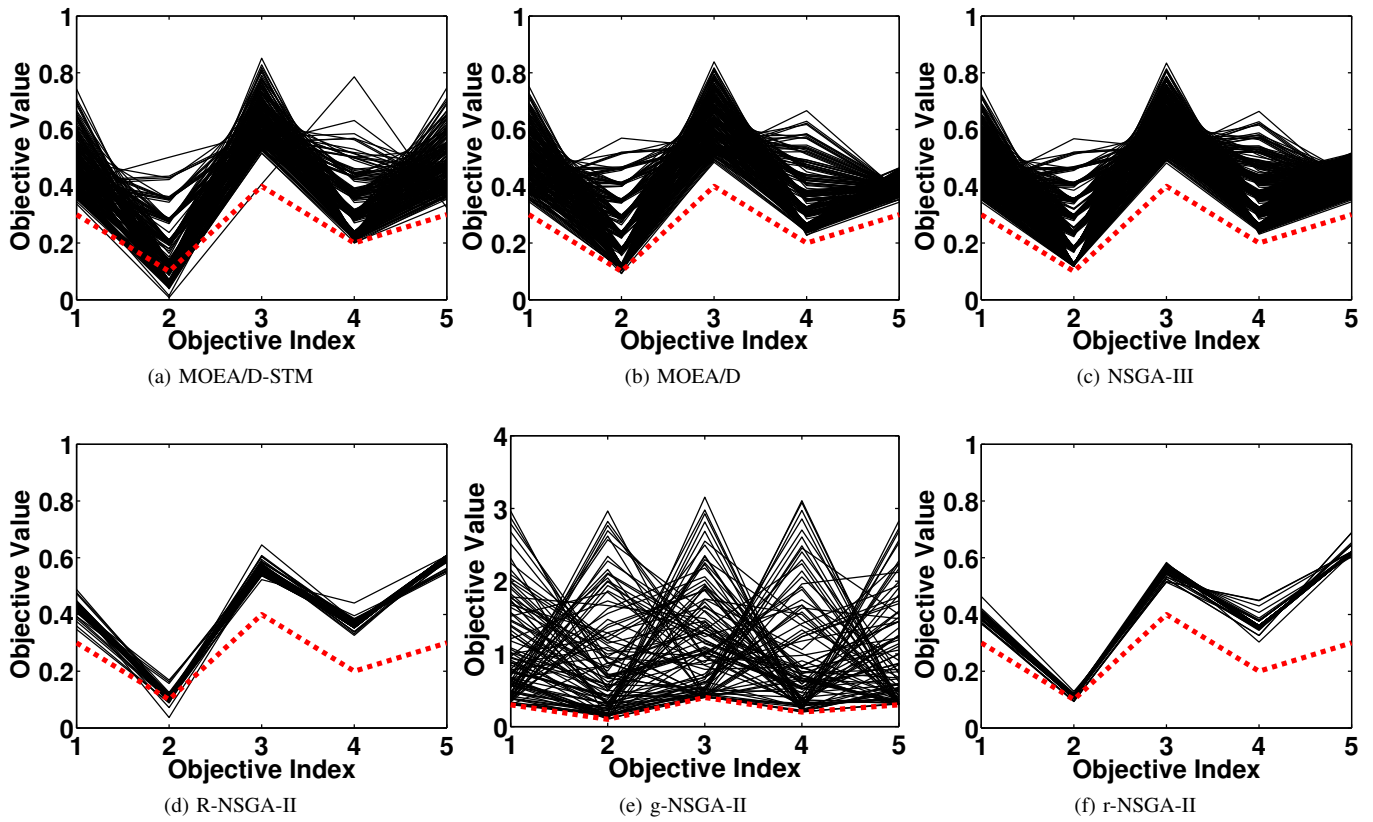 1
0.8
0.6
0.4
0.2
0
Objective Value
1 2 3 4 5
Objective Index
(a) MOEA/D-STM
1
0.8
0.6
0.4
0.2
0
Objective Value
1 2 3 4 5
Objective Index
(b) MOEA/D
1
0.8
0.6
0.4
0.2
0
Objective Value
1 2 3 4 5
Objective Index
(c) NSGA-III
1
0.8
0.6
0.4
0.2
0
Objective Value
1 2 3 4 5
Objective Index
(d) R-NSGA-II
4
3
2
1
0
Objective Value
1 2 3 4 5
Objective Index
(e) g-NSGA-II
1
0.8
0.6
0.4
0.2
0
Objective Value
1 2 3 4 5
Objective Index
(f) r-NSGA-II